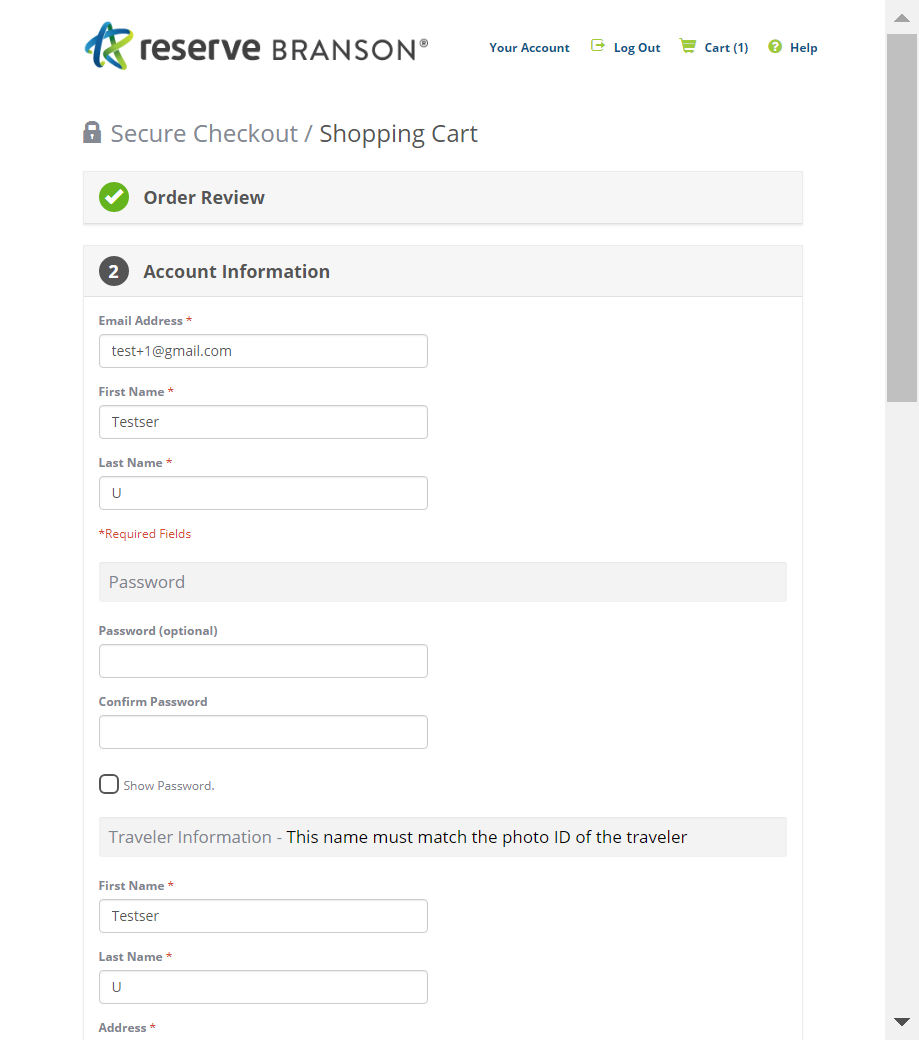 reserve BRANSON®
Your Account Log Out Cart (1) Help
Secure Checkout / Shopping Cart
Order Review
2 Account Information
Email Address *
test+1@gmail.com
First Name *
Testser
Last Name *
U
*Required Fields
Password
Password (optional)
Confirm Password
Show Password.
Traveler Information - This name must match the photo ID of the traveler
First Name *
Testser
Last Name *
U
Address *